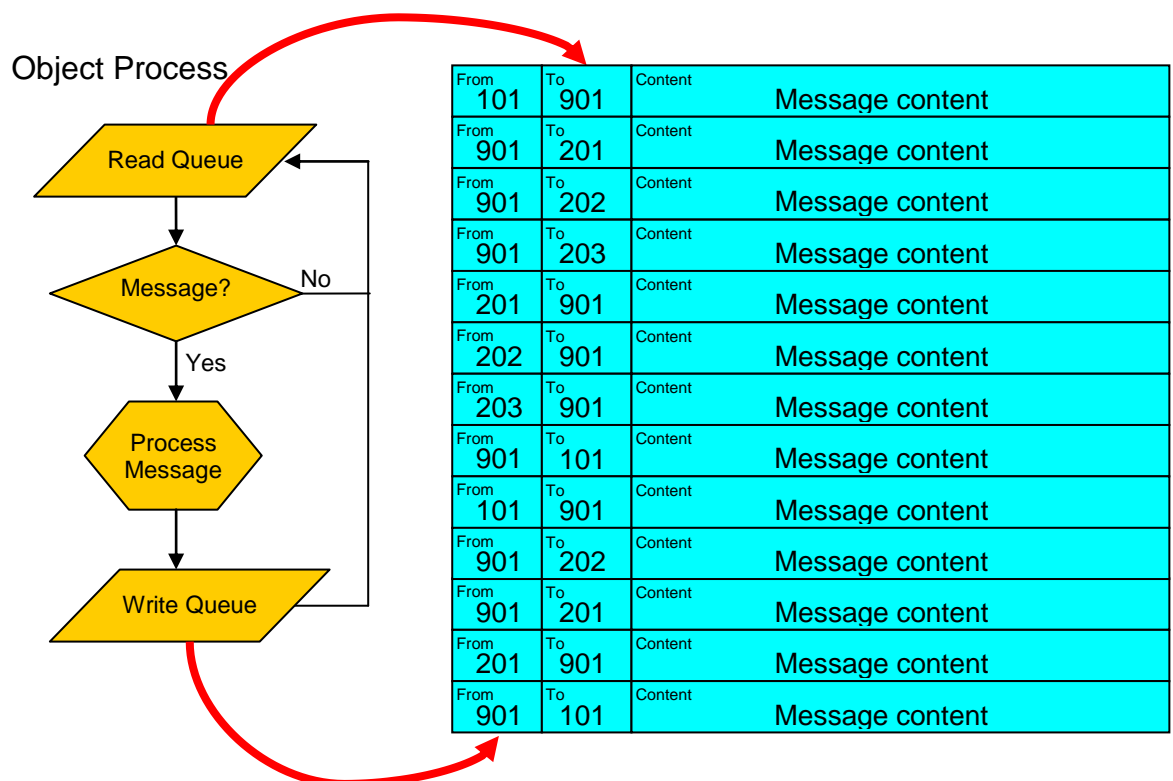 Object Process
Read Queue
Message?
No
Yes
Process
Message
Write Queue
From To Content
101 901 Message content
From To Content
901 201 Message content
From To Content
901 202 Message content
From To Content
901 203 Message content
From To Content
201 901 Message content
From To Content
202 901 Message content
From To Content
203 901 Message content
From To Content
901 101 Message content
From To Content
101 901 Message content
From To Content
901 202 Message content
From To Content
901 201 Message content
From To Content
201 901 Message content
From To Content
901 101 Message content